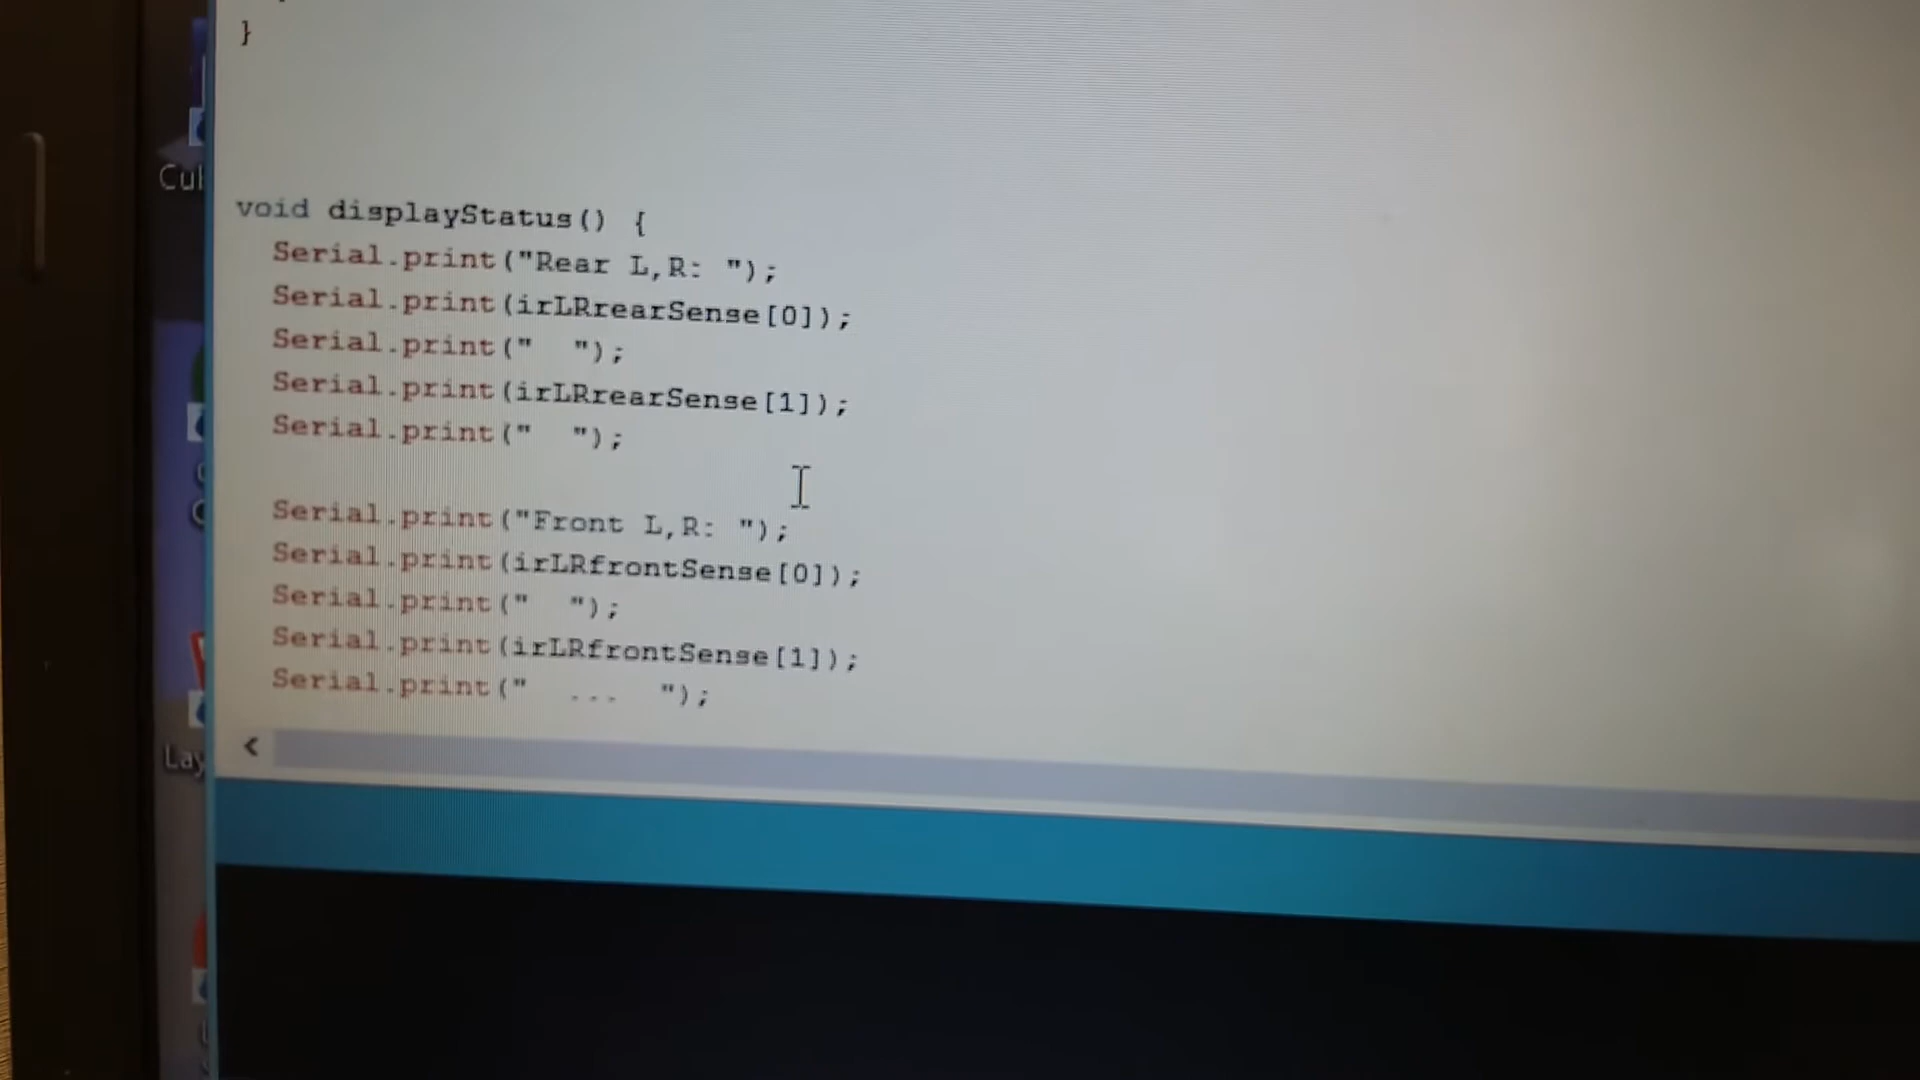 }
void displayStatus() {
Serial.print("Rear L,R: ");
Serial.print(irLRrearSense[0]);
Serial.print("  ");
Serial.print(irLRrearSense[1]);
Serial.print("  ");
Serial.print("Front L,R: ");
Serial.print(irLRfrontSense[0]);
Serial.print("  ");
Serial.print(irLRfrontSense[1]);
Serial.print("  ...  ");
Lay